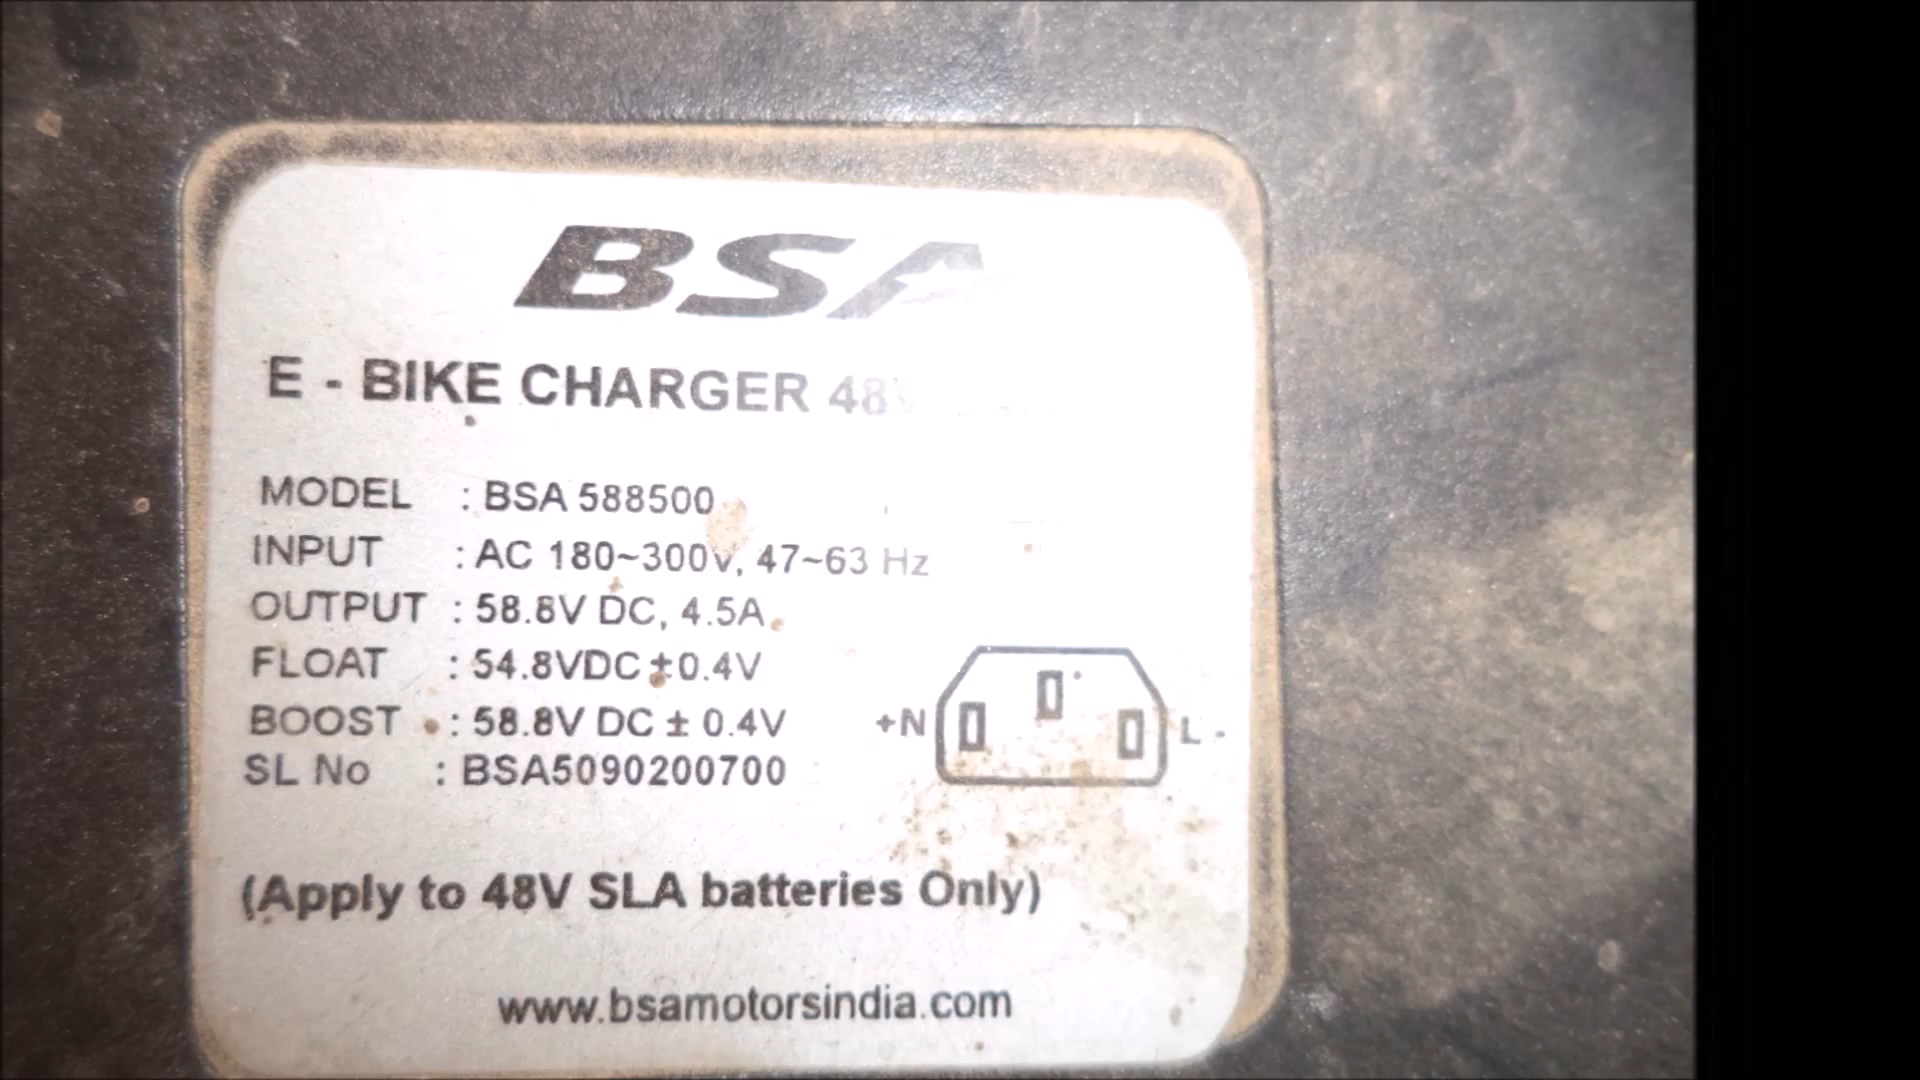 BSA
E - BIKE CHARGER 48V
MODEL : BSA 588500
INPUT : AC 180~300V, 47~63 Hz
OUTPUT : 58.8V DC, 4.5A
FLOAT : 54.8VDC ±0.4V
BOOST : 58.8V DC ± 0.4V
+N L -
SL No : BSA5090200700
(Apply to 48V SLA batteries Only)
www.bsamotorsindia.com